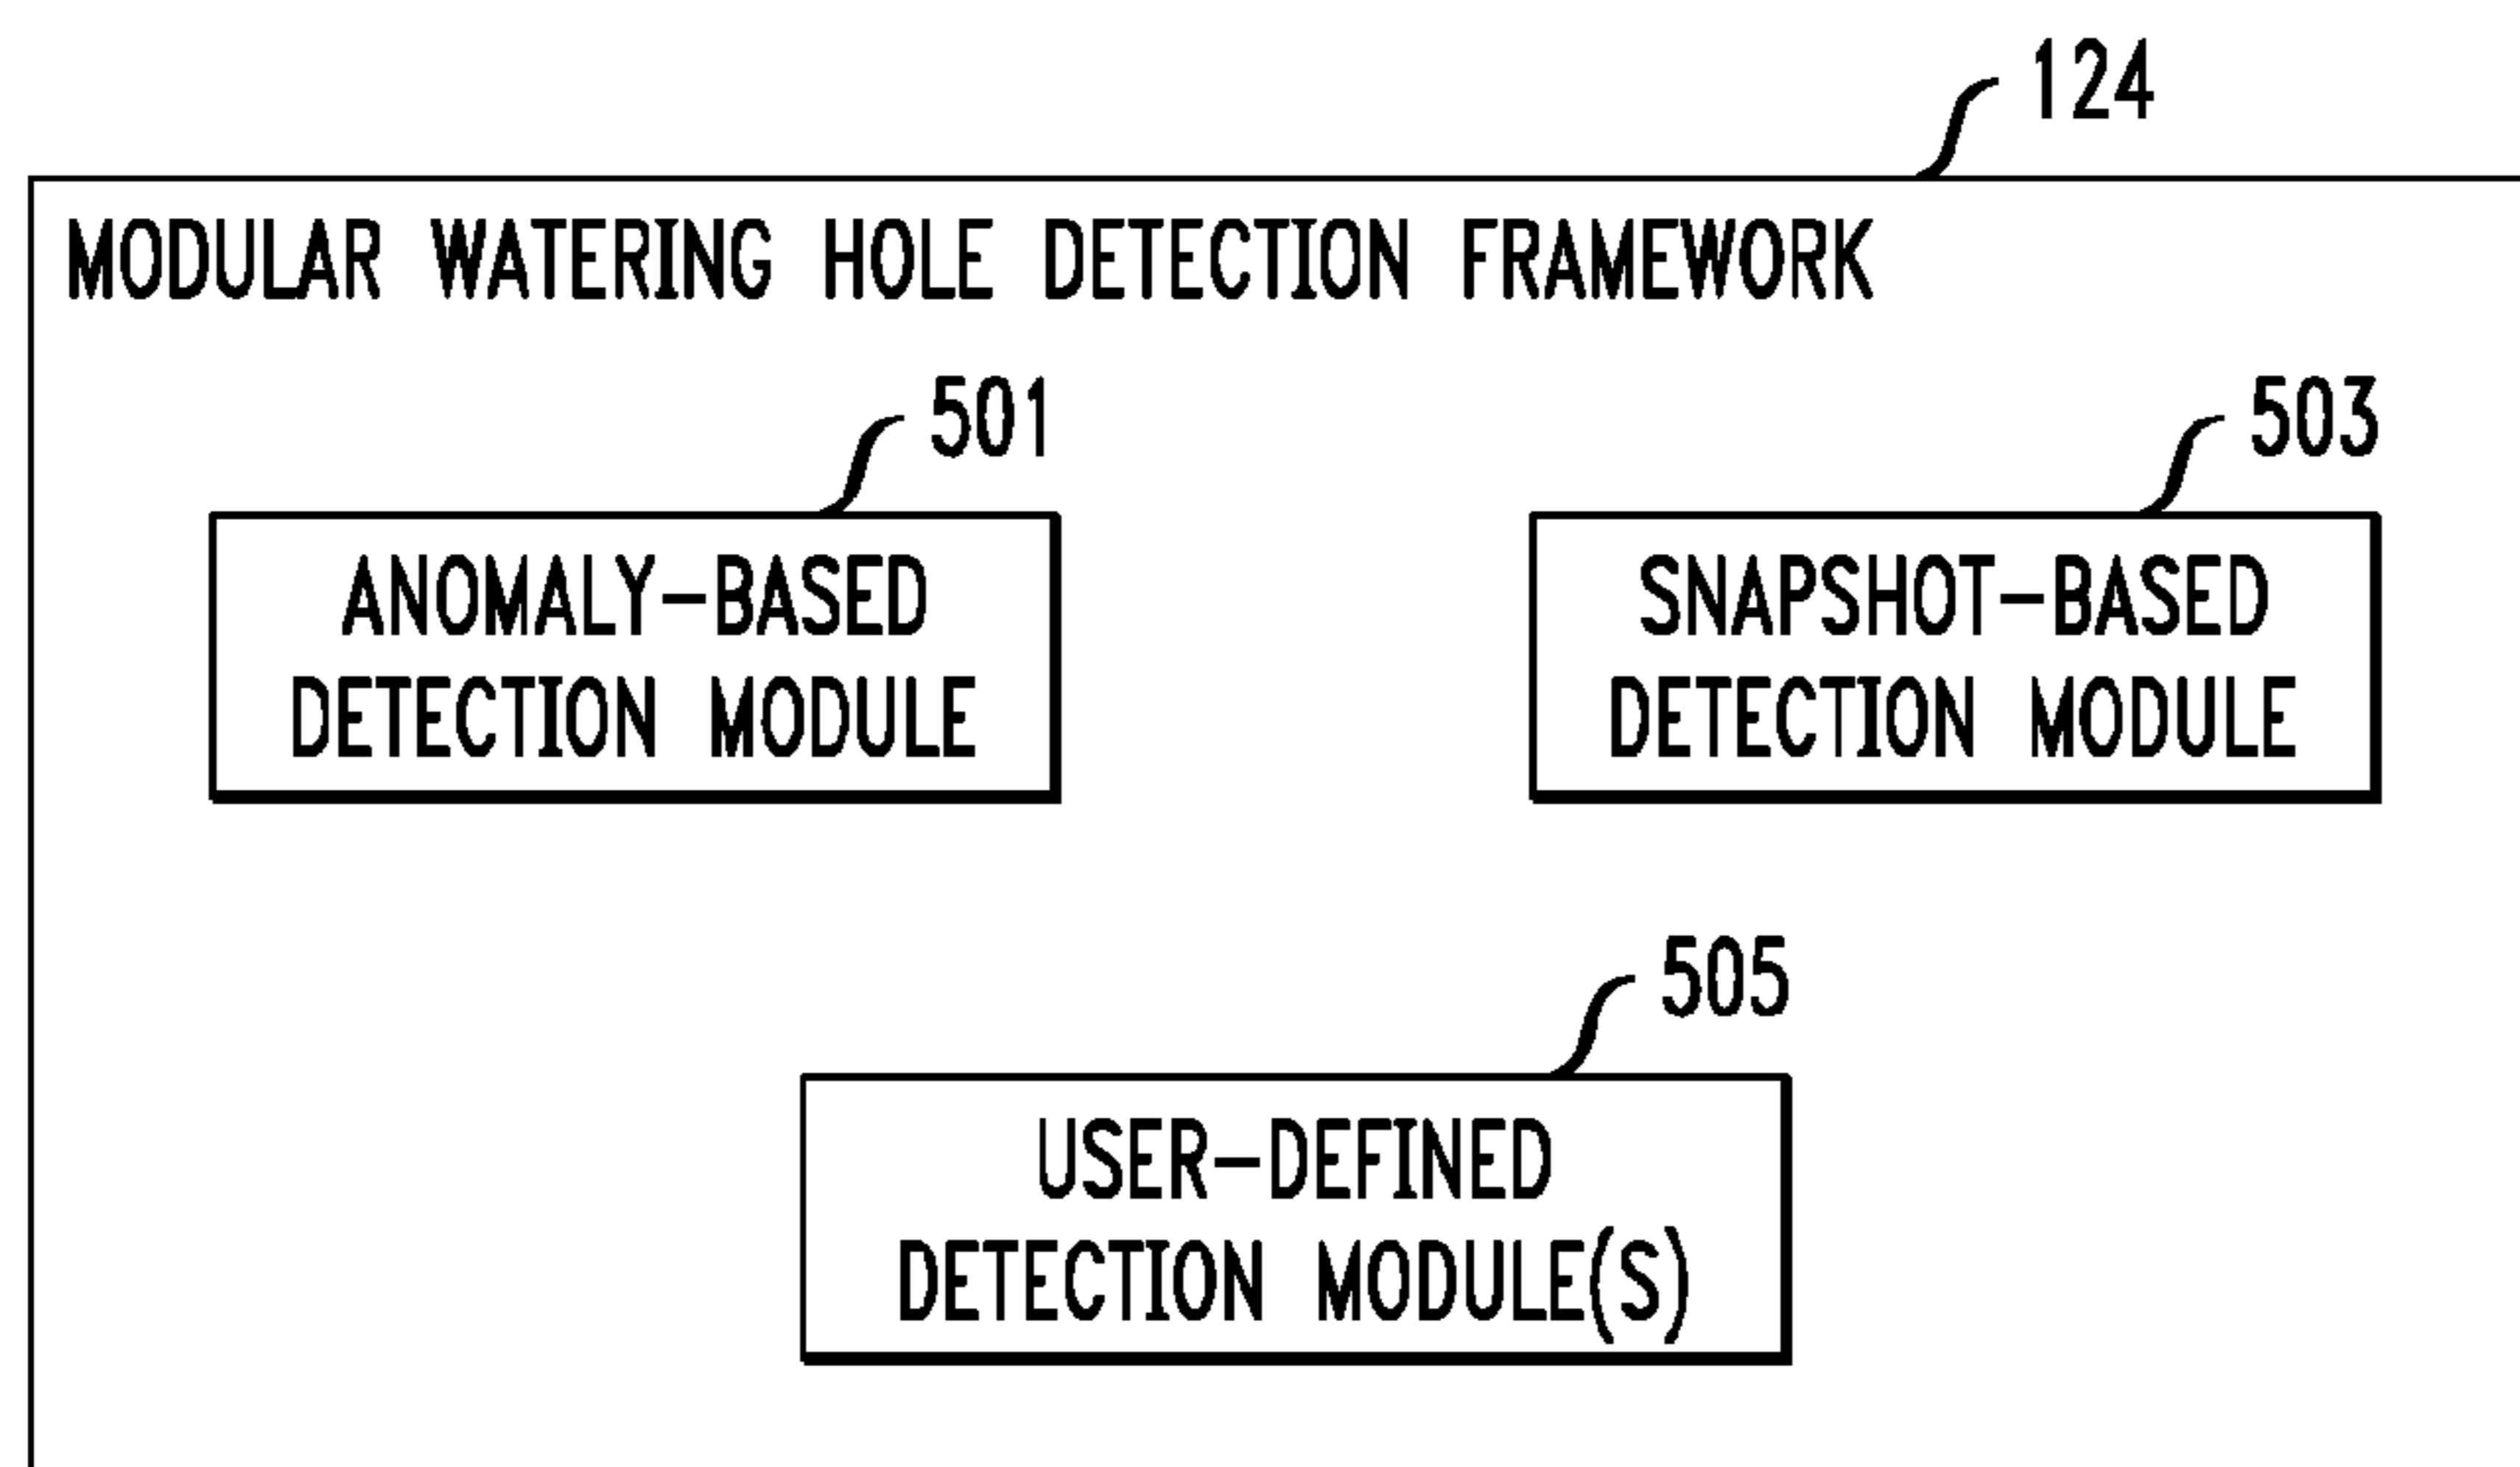 124
MODULAR WATERING HOLE DETECTION FRAMEWORK
501
503
ANOMALY-BASED
DETECTION MODULE
SNAPSHOT-BASED
DETECTION MODULE
505
USER-DEFINED
DETECTION MODULE(S)